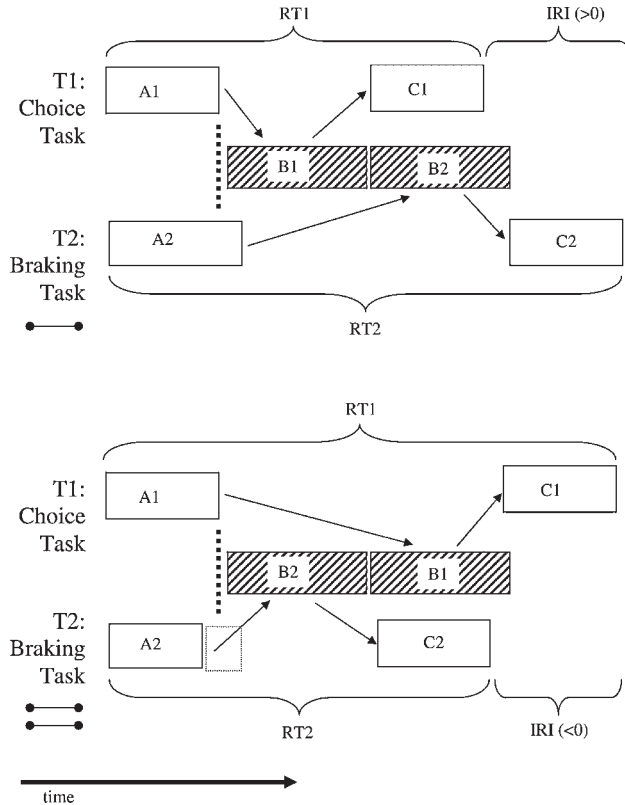 RT1
IRI (>0)
T1:
Choice
Task
A1
C1
B1
B2
T2:
Braking
Task
A2
C2
RT2
RT1
T1:
Choice
Task
A1
C1
B2
B1
T2:
Braking
Task
A2
C2
RT2
IRI (<0)
time